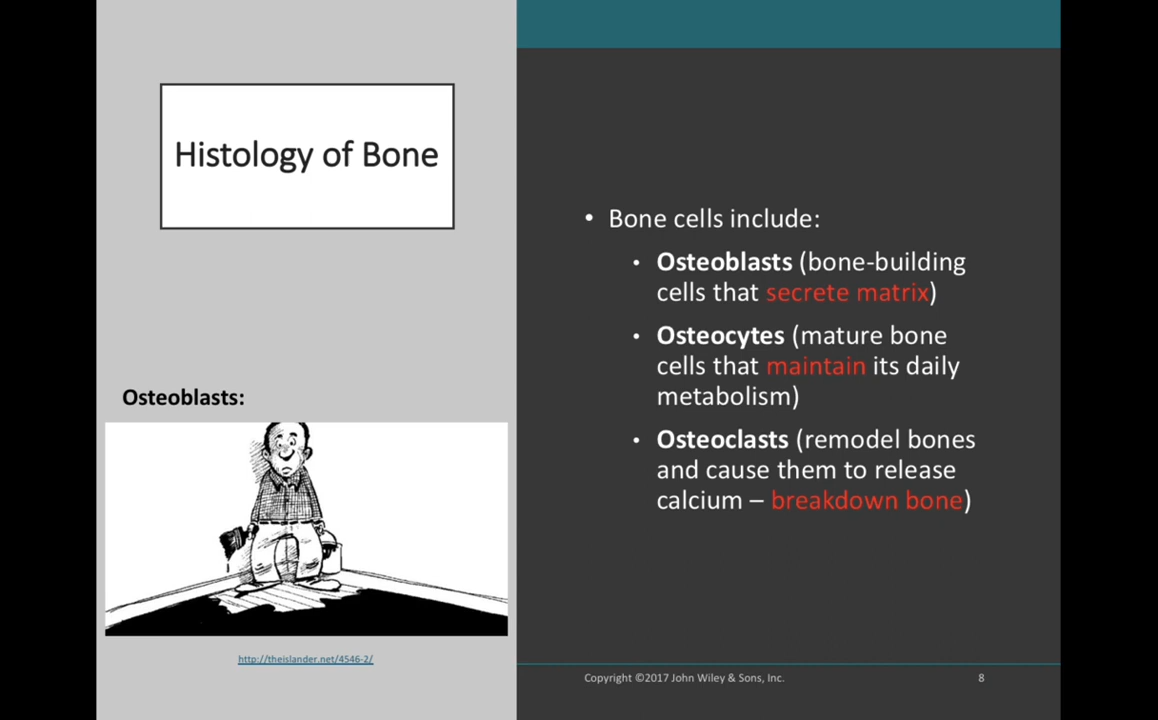 Histology of Bone
Osteoblasts:
http://theislander.net/4546-2/
• Bone cells include:
• Osteoblasts (bone-building
cells that secrete matrix)
• Osteocytes (mature bone
cells that maintain its daily
metabolism)
• Osteoclasts (remodel bones
and cause them to release
calcium – breakdown bone)
Copyright ©2017 John Wiley & Sons, Inc.
8